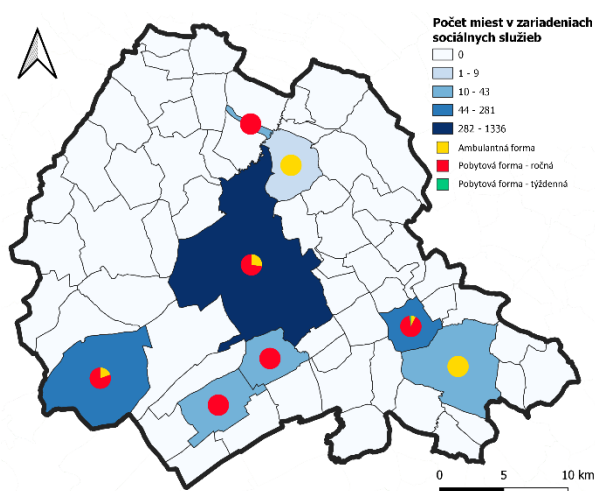 Počet miest v zariadeniach
sociálnych služieb
0
1 - 9
10 - 43
44 - 281
282 - 1336
Ambulantná forma
Pobytová forma - ročná
Pobytová forma - týždenná
0 5 10 km